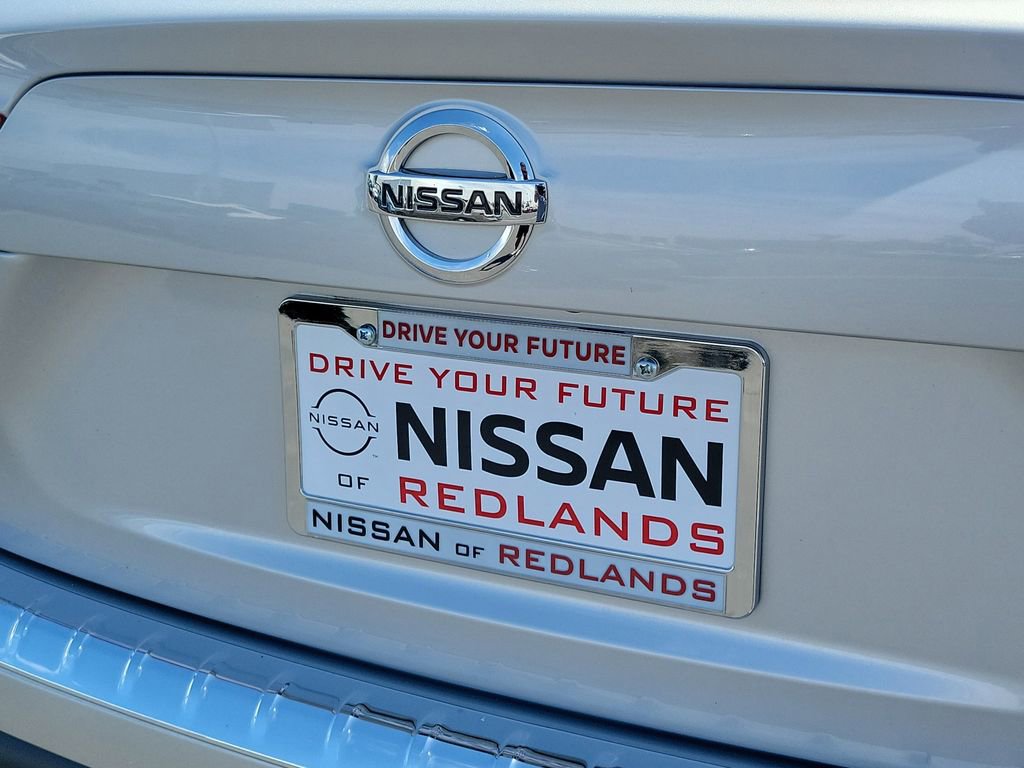 NISSAN
DRIVE YOUR FUTURE
DRIVE YOUR FUTURE
NISSAN
NISSAN
OF
REDLANDS
NISSAN OF REDLANDS